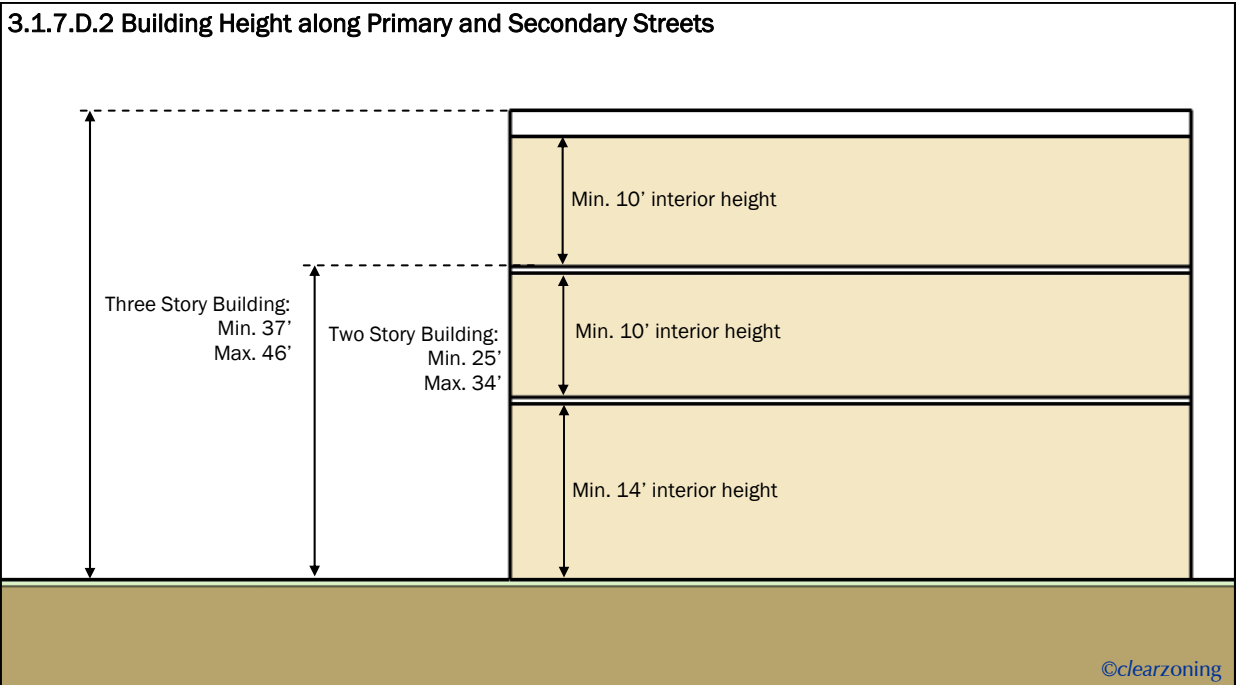 3.1.7.D.2 Building Height along Primary and Secondary Streets
Min. 10’ interior height
Three Story Building:
Min. 37’
Max. 46’
Two Story Building:
Min. 25’
Max. 34’
Min. 10’ interior height
Min. 14’ interior height
©clearzoning